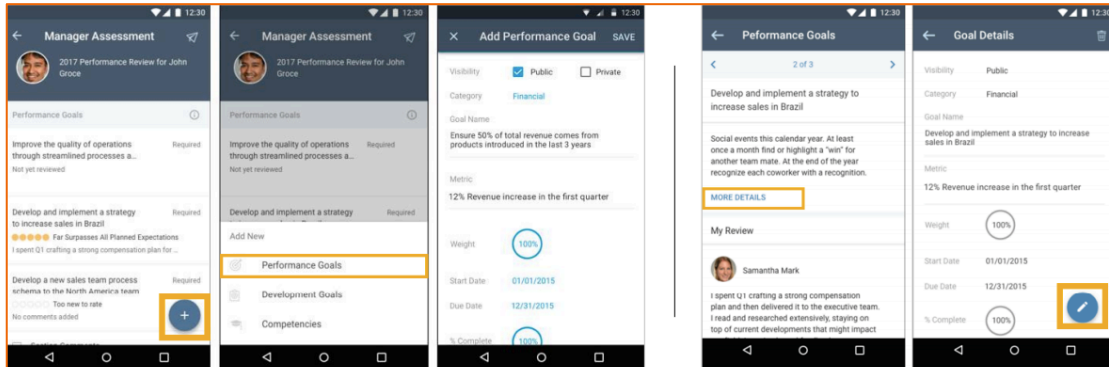 12:30
Manager Assessment
2017 Performance Review for John
Groce
Performance Goals
Improve the quality of operations Required
through streamlined processes a...
Not yet reviewed
Develop and implement a strategy Required
to increase sales in Brazil
Far Surpasses All Planned Expectations
I spent Q1 crafting a strong compensation plan for ...
Develop a new sales team process Required
schema to the North America team
Too new to rate
No comments added
12:30
Manager Assessment
2017 Performance Review for John
Groce
Performance Goals
Improve the quality of operations Required
through streamlined processes a...
Not yet reviewed
Develop and implement a strategy Required
Add New
Performance Goals
Development Goals
Competencies
12:30
Add Performance Goal SAVE
Visibility Public Private
Category Financial
Goal Name
Ensure 50% of total revenue comes from
products introduced in the last 3 years
Metric
12% Revenue increase in the first quarter
Weight 100%
Start Date 01/01/2015
Due Date 12/31/2015
% Complete 100%
12:30
Peformance Goals
2 of 3
Develop and implement a strategy to
increase sales in Brazil
Social events this calendar year. At least
once a month find or highlight a "win" for
another team mate. At the end of the year
recognize each coworker with a recognition.
MORE DETAILS
My Review
Samantha Mark
I spent Q1 crafting a strong compensation
plan and then delivered it to the executive team.
I read and researched extensively, staying on
top of current developments that might impact
12:30
Goal Details
Visibility Public
Category Financial
Goal Name
Develop and implement a strategy to increase
sales in Brazil
Metric
12% Revenue increase in the first quarter
Weight 100%
Start Date 01/01/2015
Due Date 12/31/2015
% Complete 100%